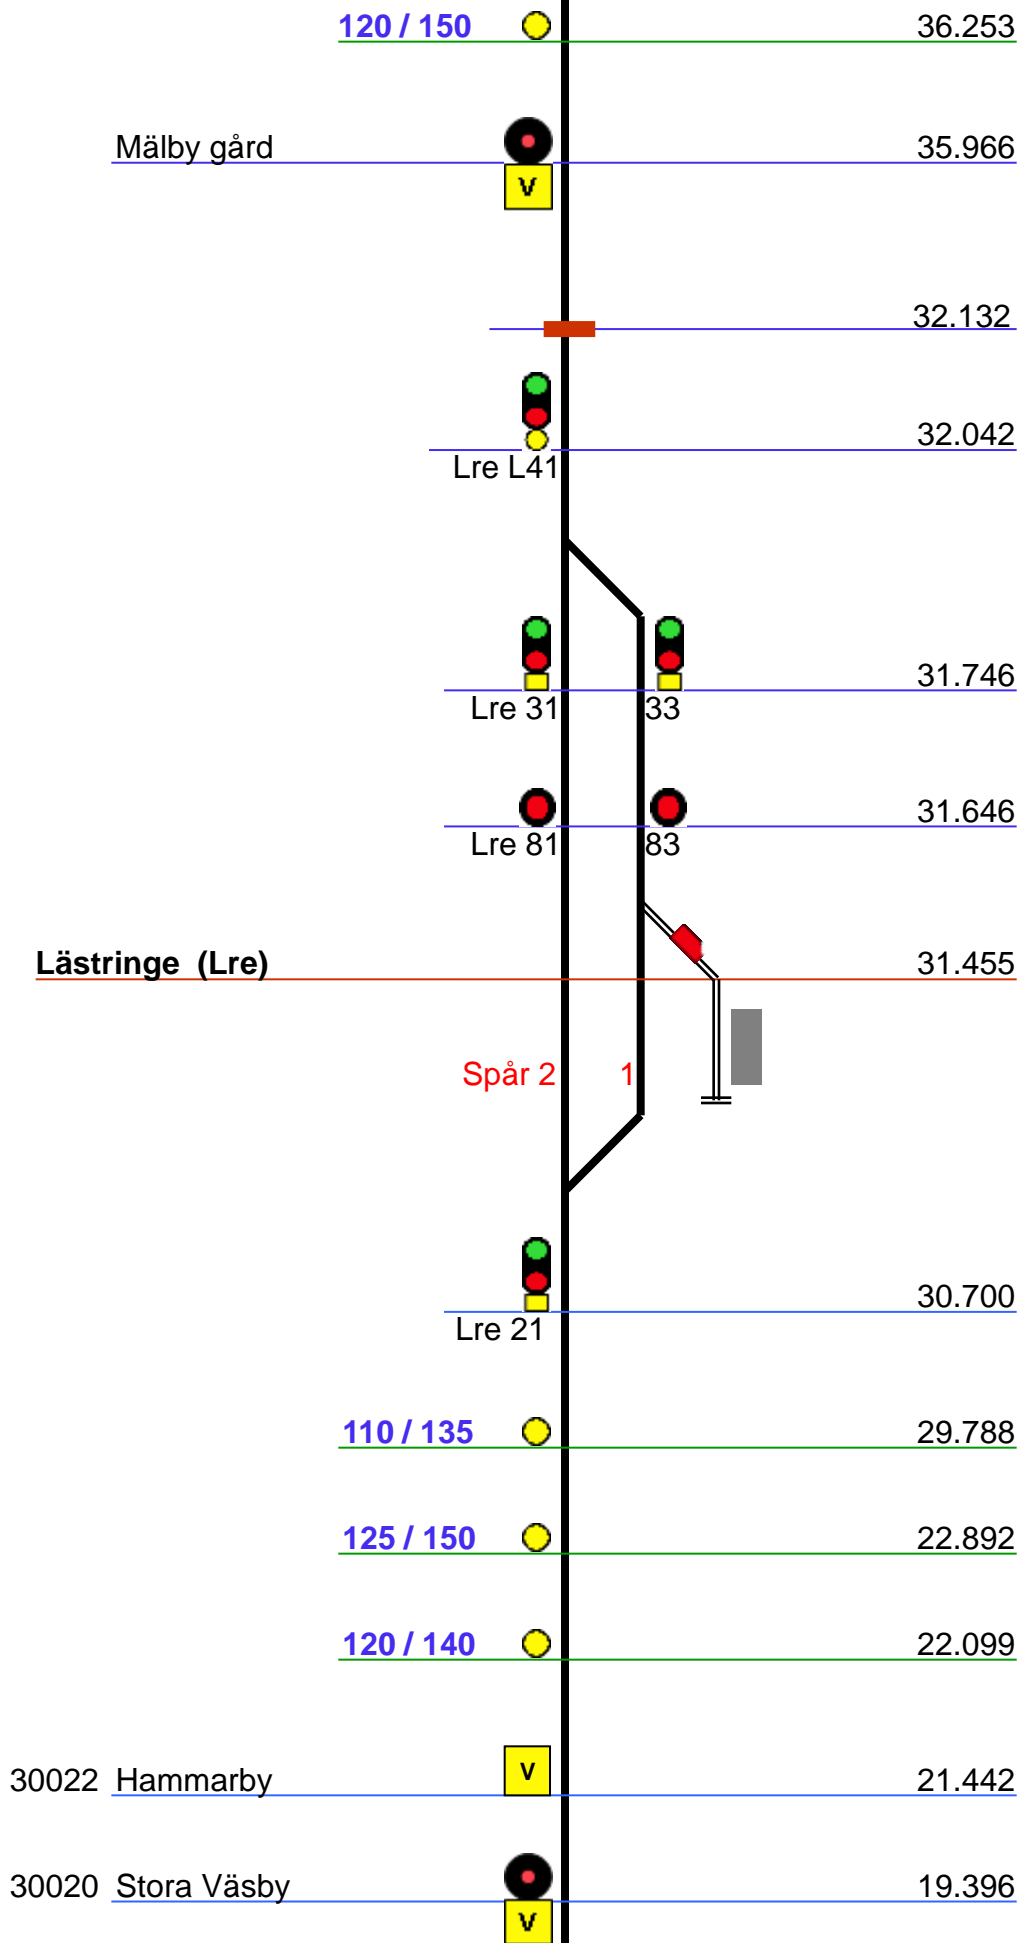 120 / 150 36.253
Mälby gård 35.966
V
32.132
32.042
Lre L41
31.746
Lre 31 33
31.646
Lre 81 83
Lästringe (Lre) 31.455
Spår 2 1
30.700
Lre 21
110 / 135 29.788
125 / 150 22.892
120 / 140 22.099
V
30022 Hammarby 21.442
30020 Stora Väsby 19.396
V